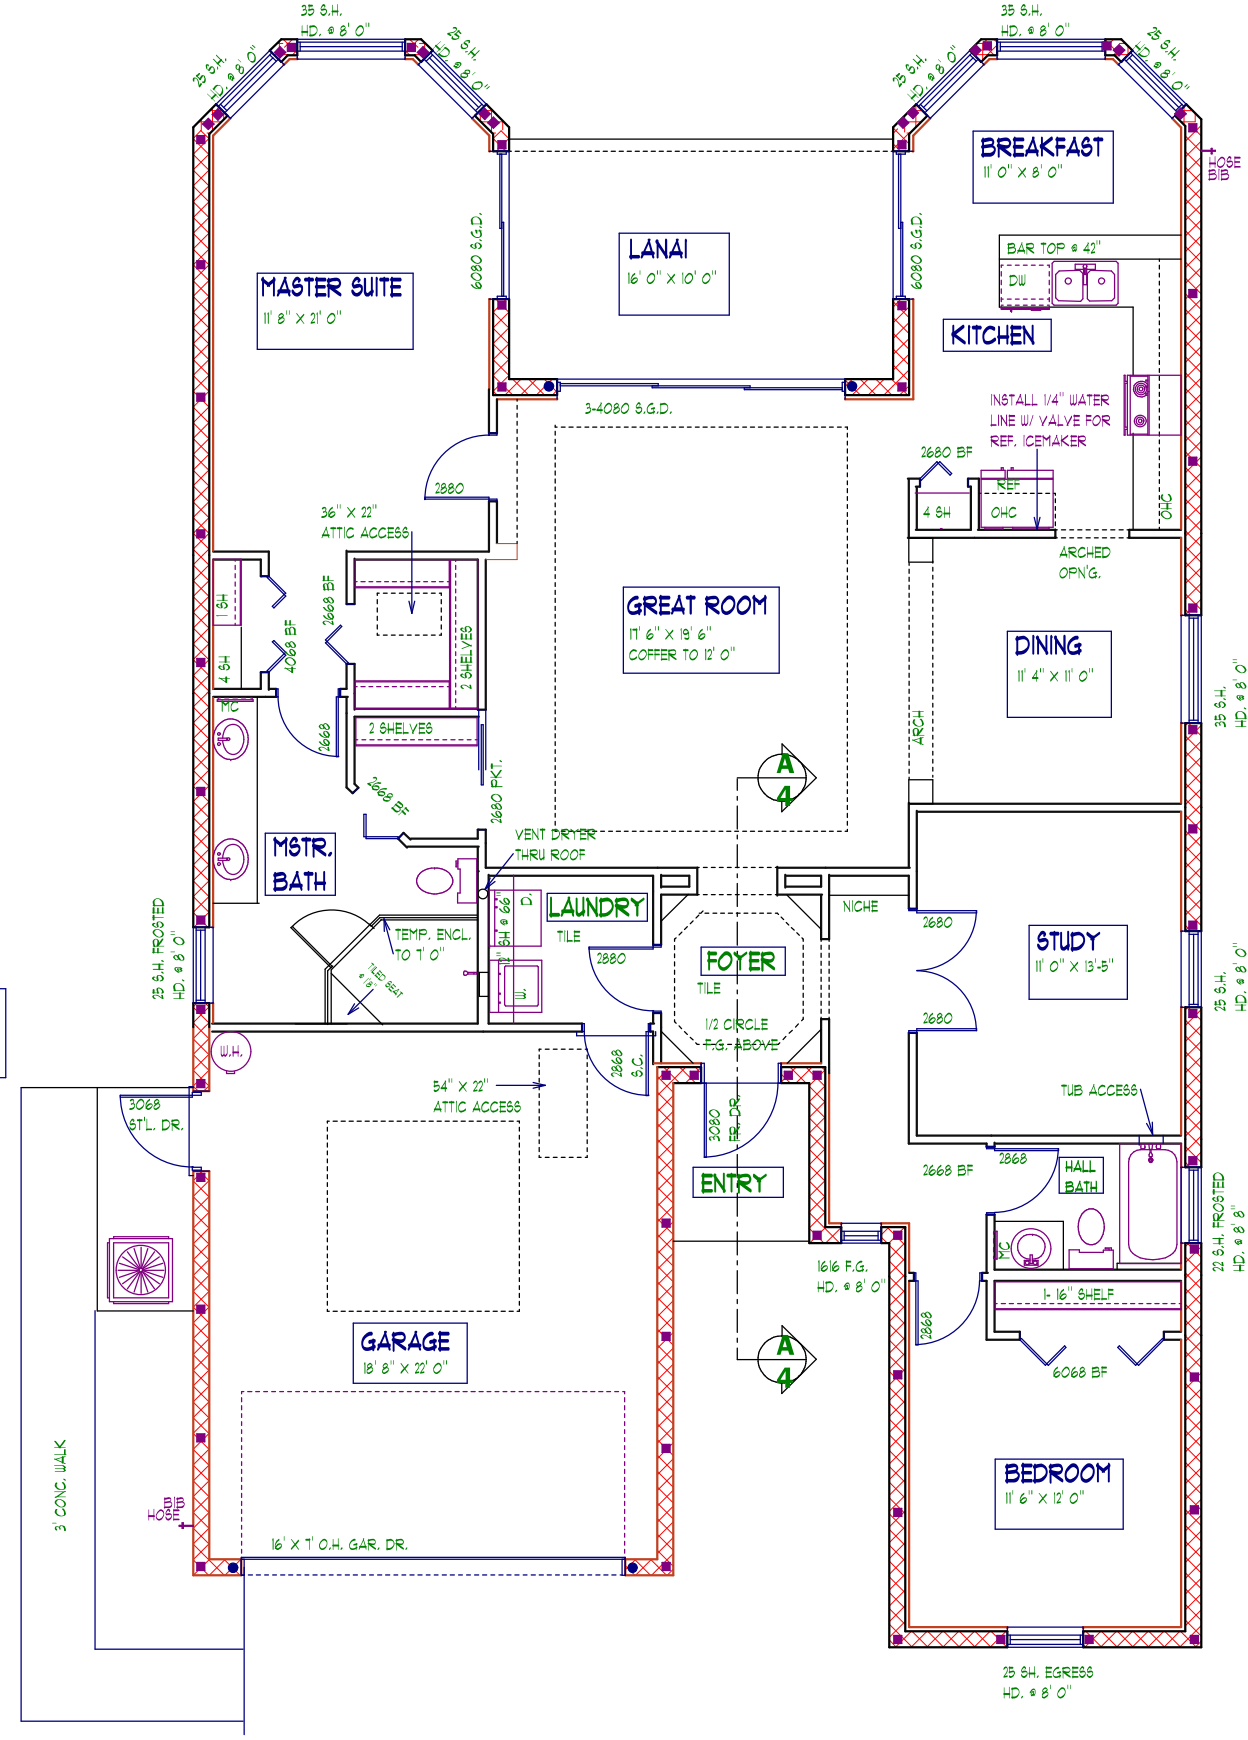 35 S.H.
HD. @ 8' 0"
25 S.H.
HD. @ 8' 0"
25 S.H.
HD. @ 8' 0"
35 S.H.
HD. @ 8' 0"
25 S.H.
HD. @ 8' 0"
25 S.H.
HD. @ 8' 0"
BREAKFAST
11' 0" X 8' 0"
HOSE
BIB
6080 S.G.D.
LANAI
16' 0" X 10' 0"
6080 S.G.D.
BAR TOP @ 42"
DW
MASTER SUITE
11' 8" X 21' 0"
KITCHEN
3-4080 S.G.D.
INSTALL 1/4" WATER
LINE W/ VALVE FOR
REF. ICEMAKER
2680 BF
REF
4 SH
OHC
OHC
2880
36" X 22"
ATTIC ACCESS
ARCHED
OPN'G.
1 SH
4 SH
4068 BF
2668 BF
2 SHELVES
GREAT ROOM
17' 6" X 19' 6"
COFFER TO 12' 0"
DINING
11' 4" X 11' 0"
35 S.H.
HD. @ 8' 0"
MC
2668
2 SHELVES
ARCH
2668 BF
2680 PKT.
A
4
VENT DRYER
THRU ROOF
MSTR.
BATH
25 S.H. FROSTED
HD. @ 8' 0"
12" SH @ 66"
D.
LAUNDRY
TILE
W.
2880
NICHE
2680
STUDY
11' 0" X 13'-5"
2680
25 S.H.
HD. @ 8' 0"
TEMP. ENCL.
TO 7' 0"
TILED SEAT
@ 1'8"
FOYER
TILE
1/2 CIRCLE
F.G. ABOVE
W.H.
2868
S.C.
54" X 22"
ATTIC ACCESS
3068
ST'L. DR.
3080
FR. DR.
ENTRY
TUB ACCESS
2668 BF
2868
HALL
BATH
MC
22 S.H. FROSTED
HD. @ 8' 8"
1616 F.G.
HD. @ 8' 0"
1- 16" SHELF
2868
6068 BF
GARAGE
18' 8" X 22' 0"
A
4
3' CONC. WALK
BIB
HOSE
BEDROOM
11' 6" X 12' 0"
16' X 7' O.H. GAR. DR.
25 SH. EGRESS
HD. @ 8' 0"